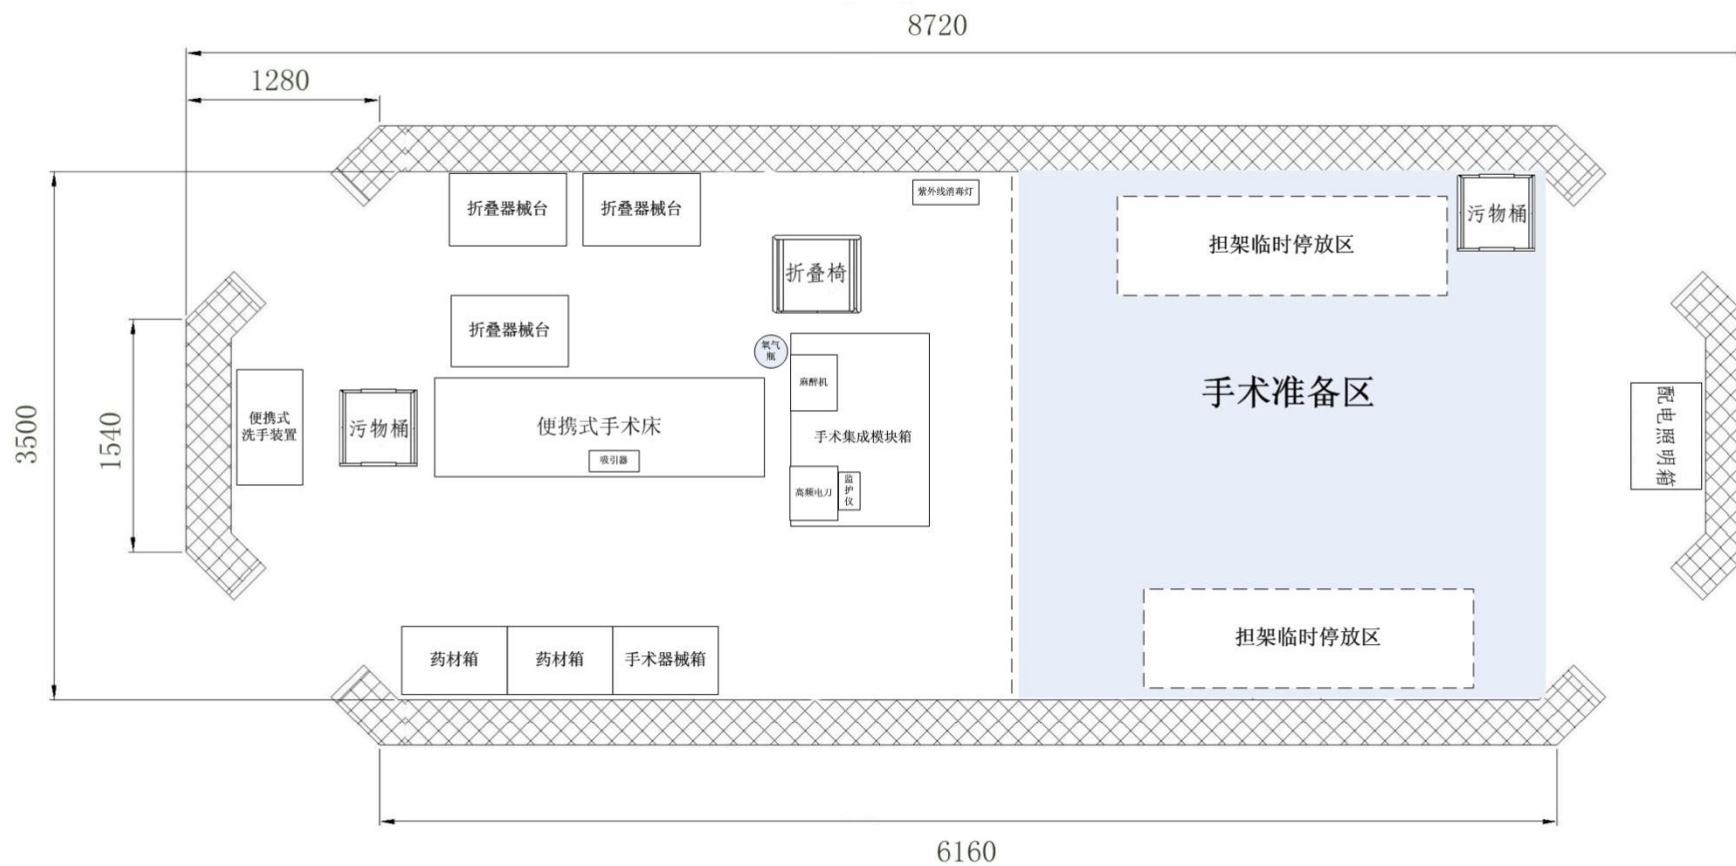 8720
1280
折叠器械台
折叠器械台
紫外线消毒灯
污物桶
担架临时停放区
折叠椅
折叠器械台
氧气
瓶
麻醉机
手术准备区
3500
1540
便携式
洗手装置
污物桶
便携式手术床
手术集成模块箱
配电照明箱
吸引器
高频电刀
监
护
仪
担架临时停放区
药材箱
药材箱
手术器械箱
6160